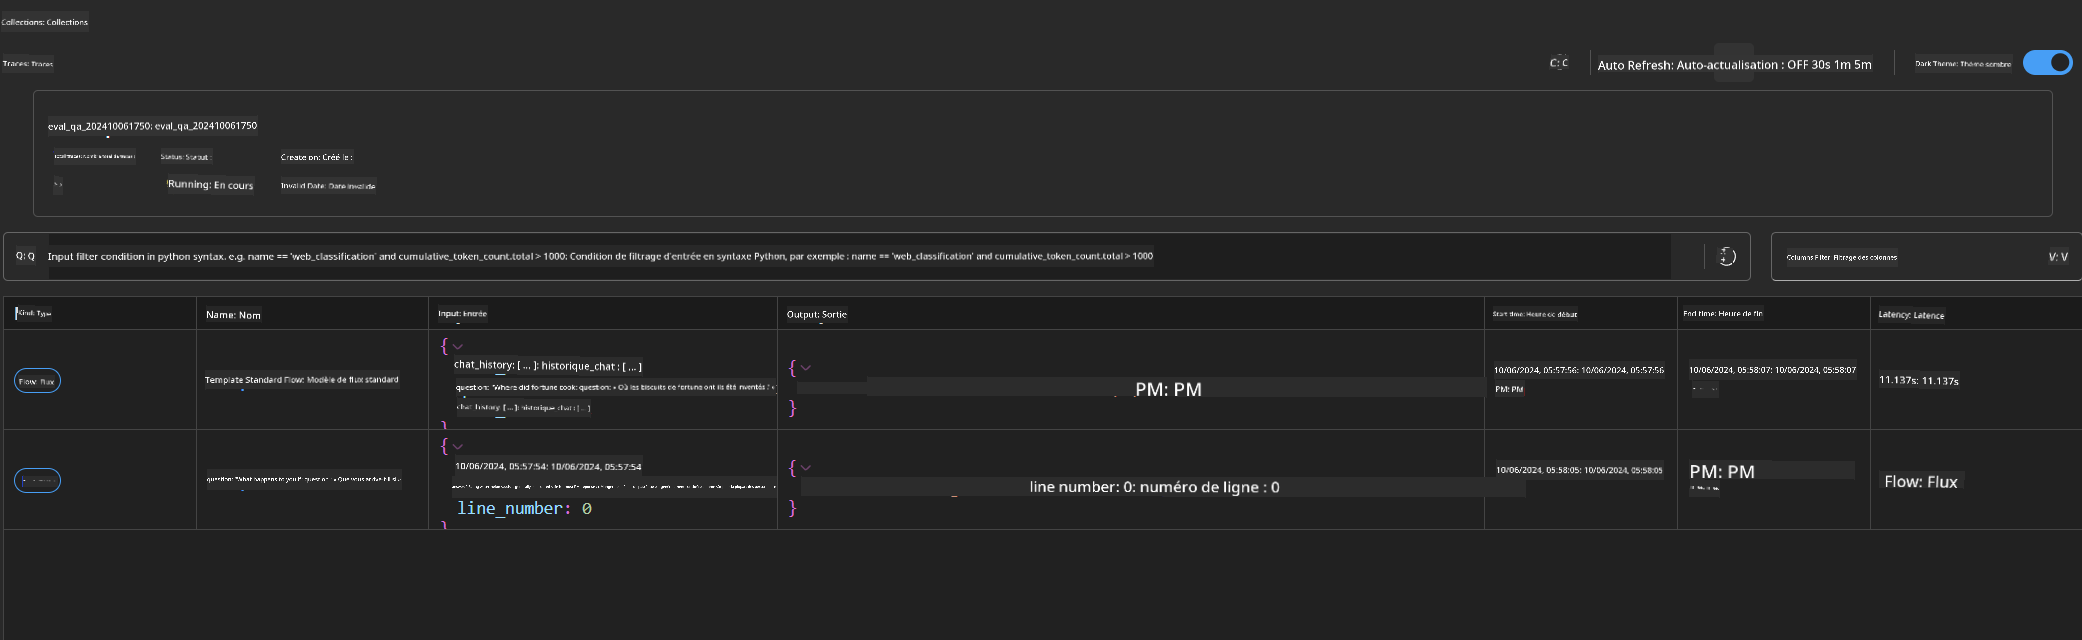 Collections: Collections
Traces: Traces
C: C
Auto Refresh: Auto-actualisation : OFF 30s 1m 5m
Dark Theme: Thème sombre
eval_qa_202410061750: eval_qa_202410061750
Status: Statut :
Create on: Créé le :
Running: En cours
Invalid Date: Date invalide
Q: Q
Input filter condition in python syntax. e.g. name == 'web_classification' and cumulative_token_count.total > 1000: Condition de filtrage d'entrée en syntaxe Python, par exemple : name == 'web_classification' and cumulative_token_count.total > 1000
Columns Filter: Filtrage des colonnes
V: V
Kind: Type
Name: Nom
Input: Entrée
Output: Sortie
Start time: Heure de début
End time: Heure de fin
Latency: Latence
Flow: flux
Template Standard Flow: Modèle de flux standard
{
chat_history: [ ... ]: historique_chat : [ ... ]
question: "Where did fortune cook: question: « Où les biscuits de fortune ont ils été inventés ? »
chat_history: [ ... ]: historique chat : [ ... ]
}
{
PM: PM
}
10/06/2024, 05:57:56: 10/06/2024, 05:57:56
PM: PM
10/06/2024, 05:58:07: 10/06/2024, 05:58:07
11.137s: 11.137s
question: "What happens to you if: question : « Que vous arrive-t-il si
{
10/06/2024, 05:57:54: 10/06/2024, 05:57:54
line_number: 0
}
{
line number: 0: numéro de ligne : 0
}
10/06/2024, 05:58:05: 10/06/2024, 05:58:05
PM: PM
Flow: Flux